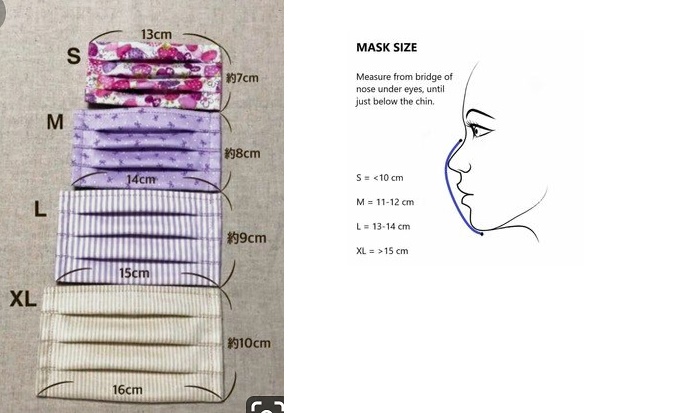 13cm
S
約7cm
M
約8cm
14cm
L
約9cm
15cm
XL
約10cm
16cm
MASK SIZE
Measure from bridge of
nose under eyes, until
just below the chin.
S = <10 cm
M = 11-12 cm
L = 13-14 cm
XL = >15 cm